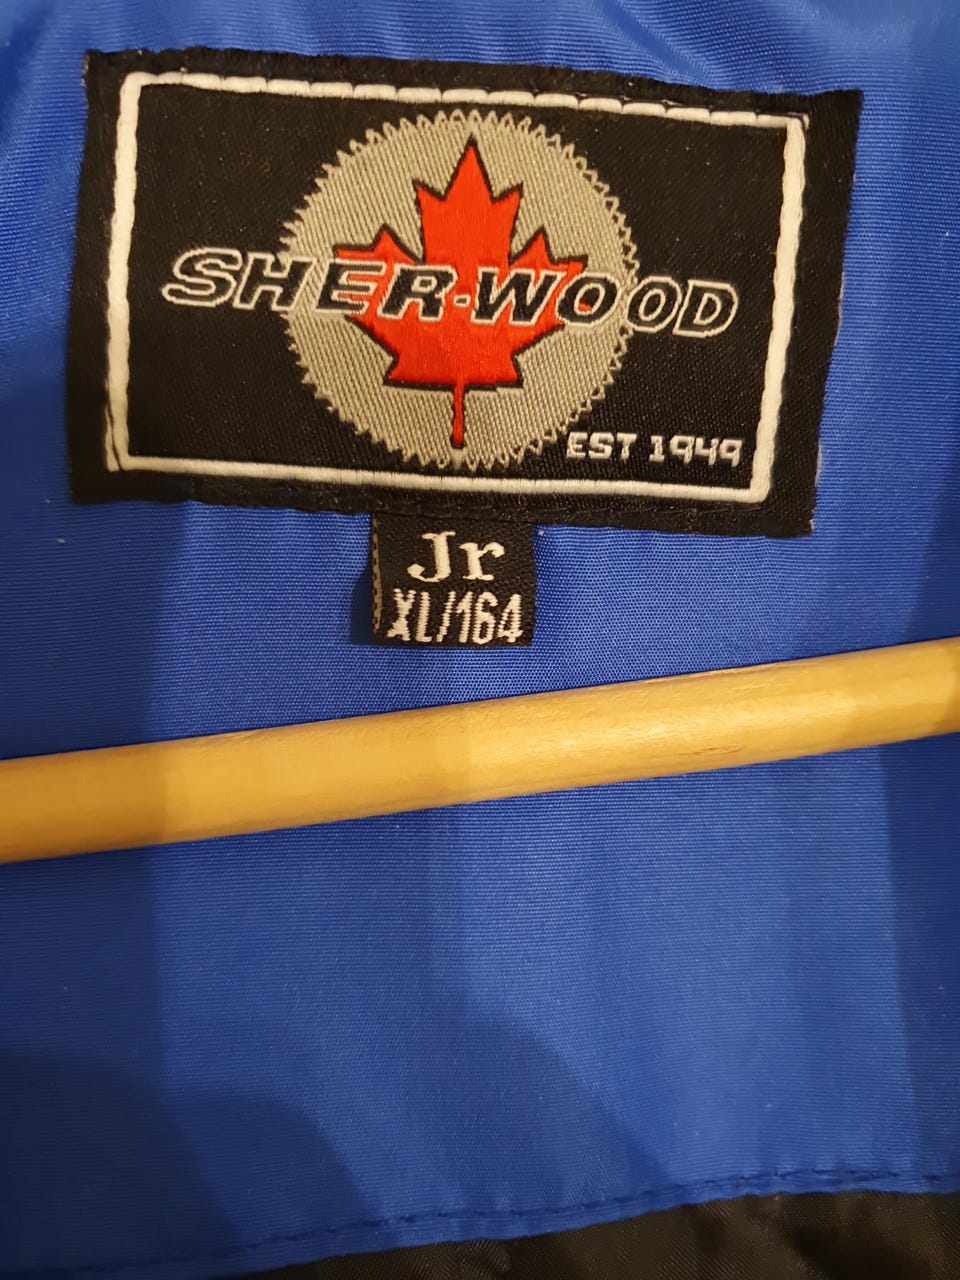 SHER-WOOD
EST 1949
Jr
XL/164